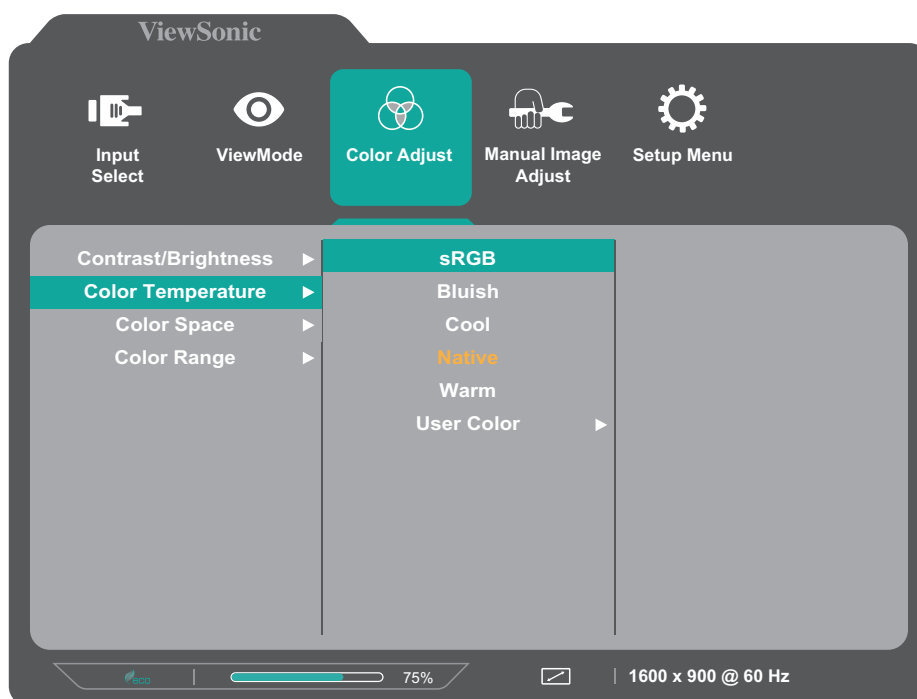 ViewSonic
Input
Select
ViewMode
Color Adjust
Manual Image
Adjust
Setup Menu
Contrast/Brightness
Color Temperature
Color Space
Color Range
sRGB
Bluish
Cool
Native
Warm
User Color
ECO
75%
1600 x 900 @ 60 Hz